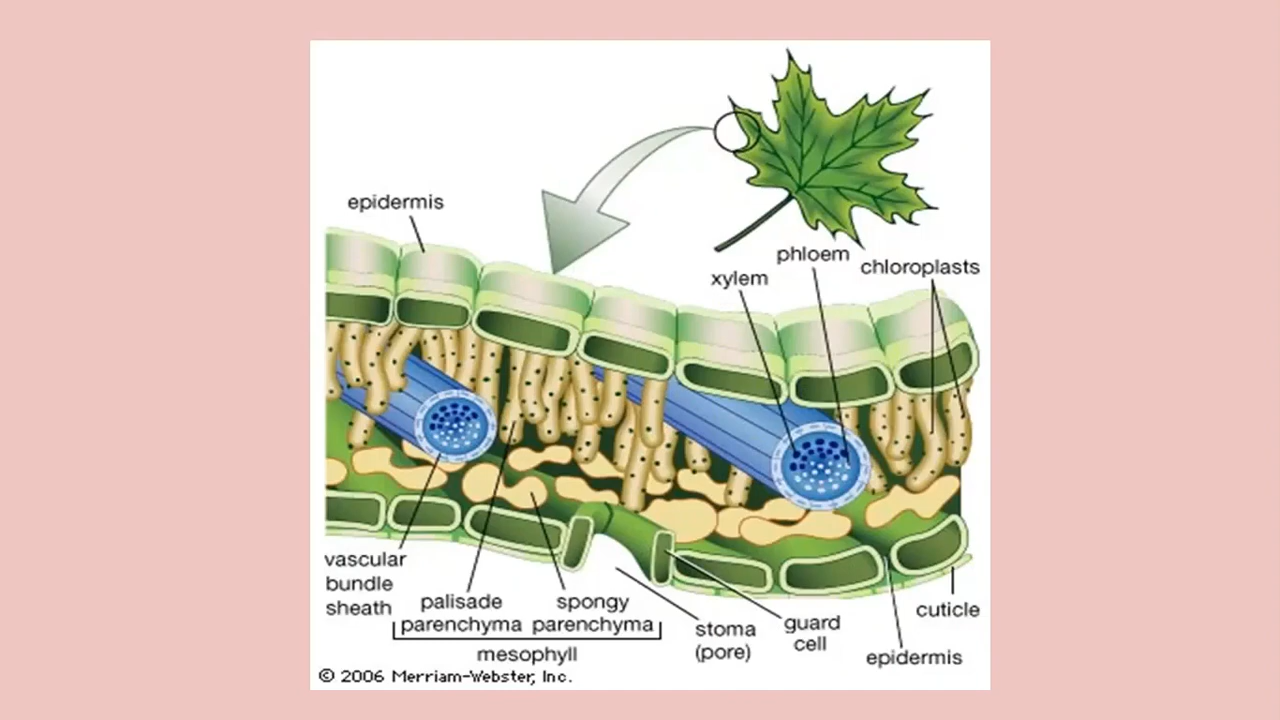 epidermis
phloem
xylem
chloroplasts
vascular
bundle
sheath
palisade
parenchyma
spongy
parenchyma
mesophyll
stoma
(pore)
guard
cell
epidermis
cuticle
© 2006 Merriam-Webster, Inc.